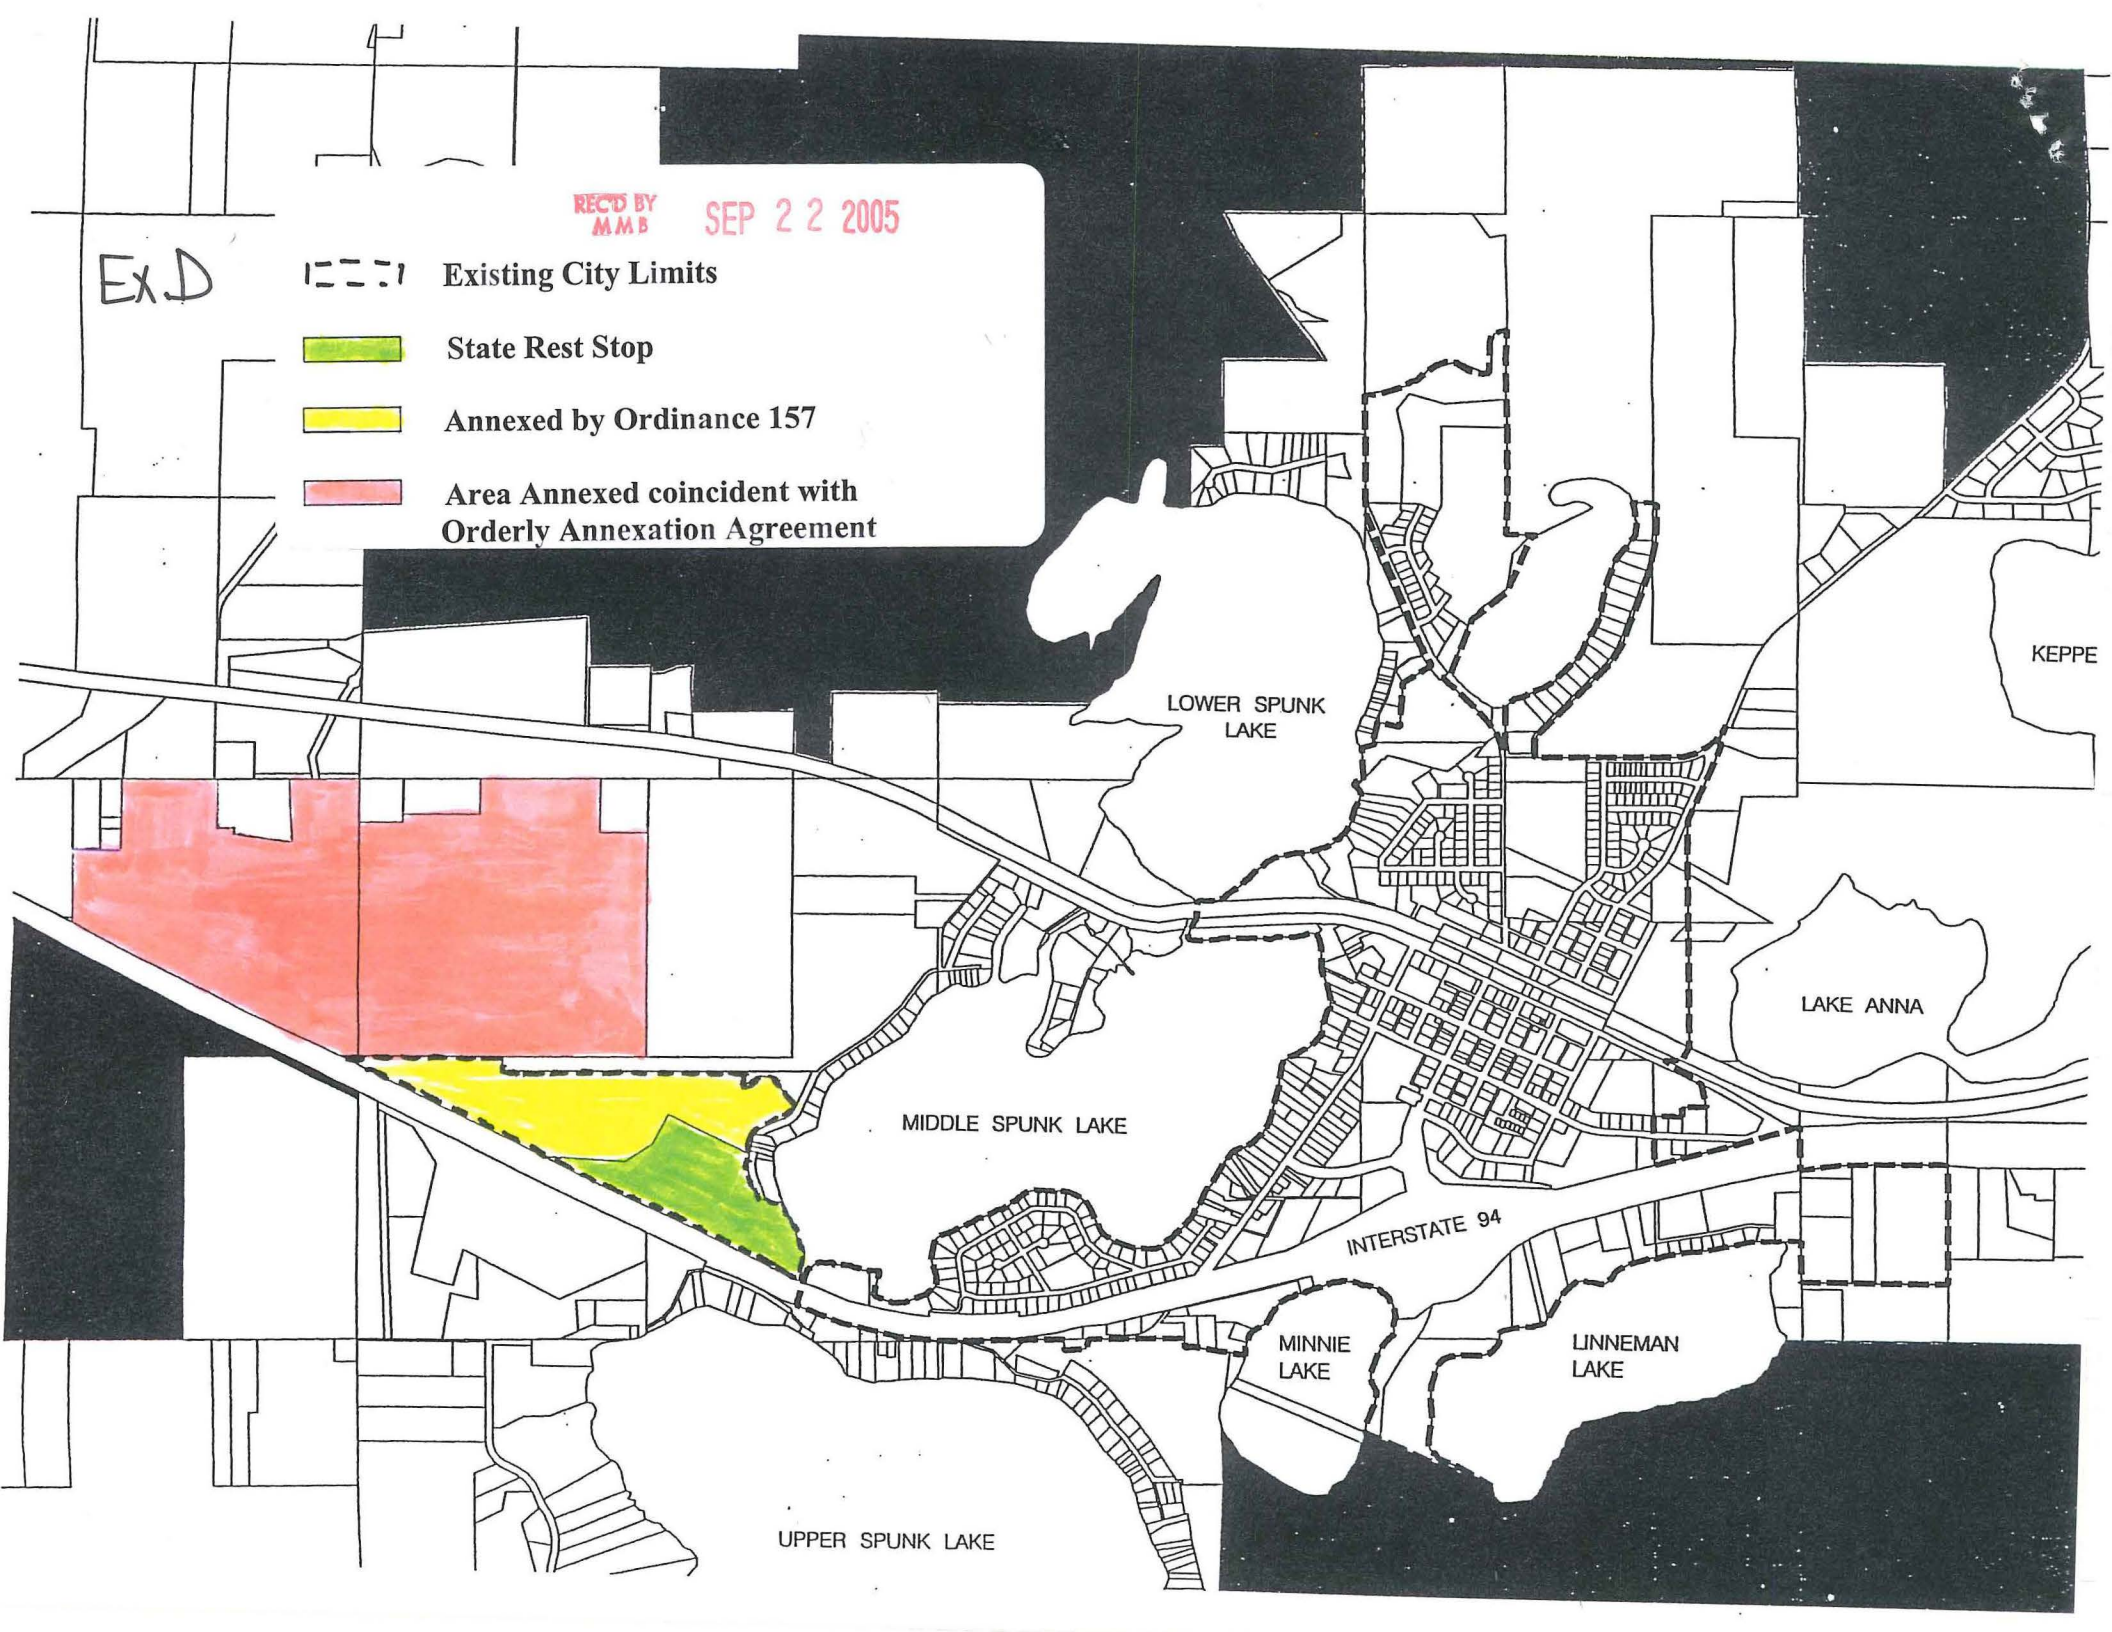 REC'D BY
MMB
SEP 22 2005
Ex.D
Existing City Limits
State Rest Stop
Annexed by Ordinance 157
Area Annexed coincident with
Orderly Annexation Agreement
KEPPE
LOWER SPUNK
LAKE
LAKE ANNA
MIDDLE SPUNK LAKE
INTERSTATE 94
MINNIE
LAKE
LINNEMAN
LAKE
UPPER SPUNK LAKE